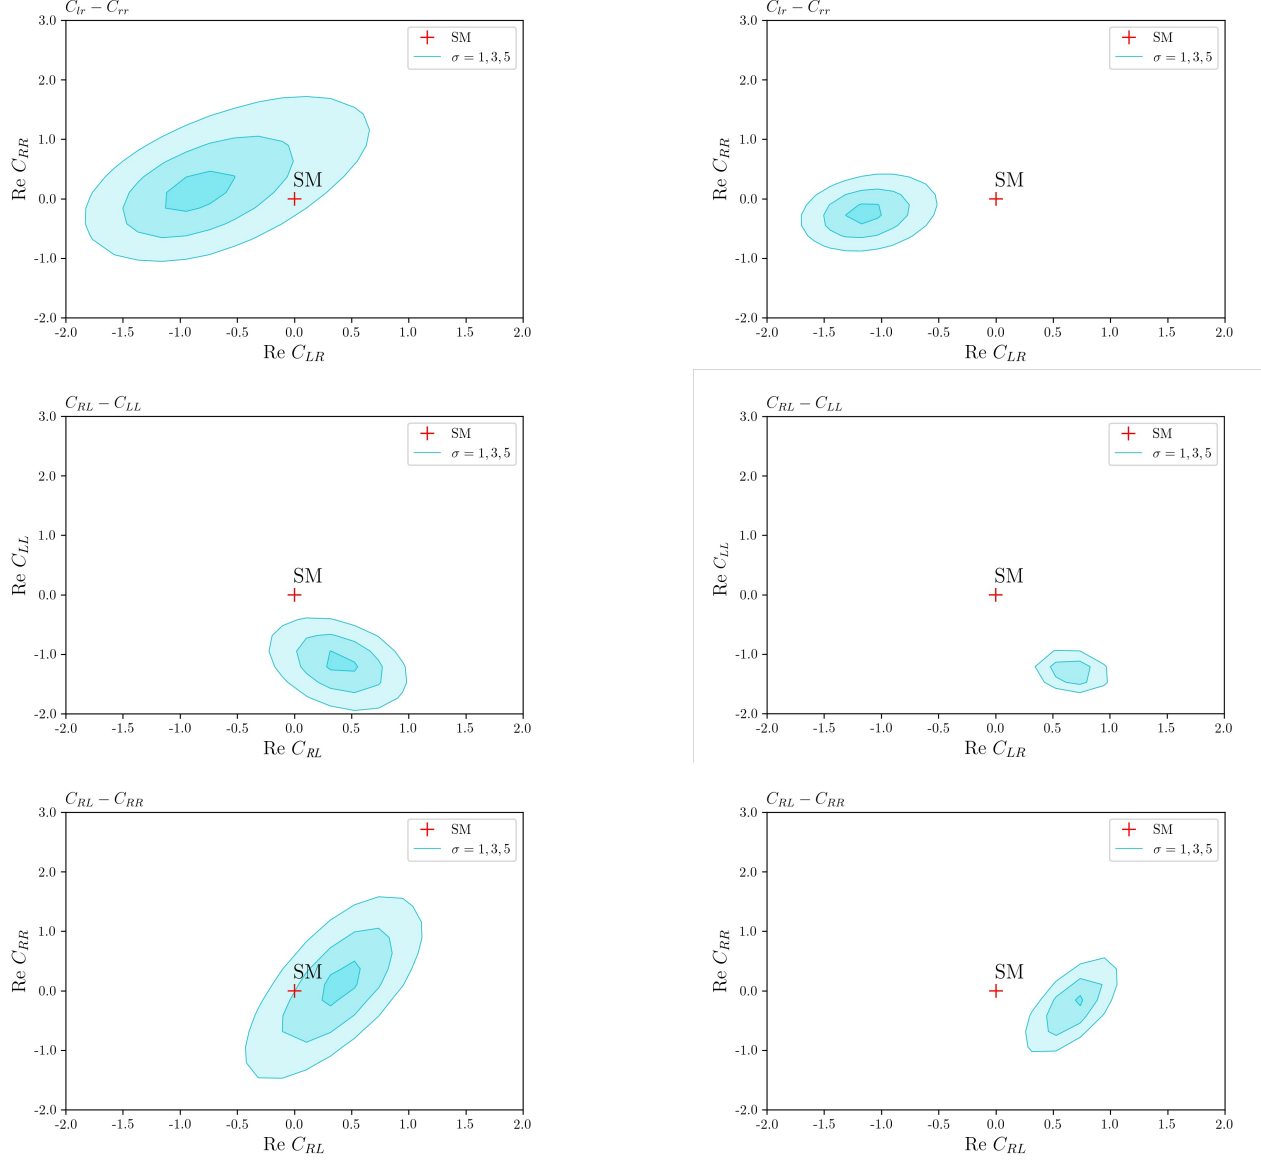 C_{lr} − C_{rr}
3.0
2.0
1.0
0.0
-1.0
-2.0
Re C_{RR}
SM
σ = 1, 3, 5
SM
-2.0 -1.5 -1.0 -0.5 0.0 0.5 1.0 1.5 2.0
Re C_{LR}
C_{lr} − C_{rr}
3.0
2.0
1.0
0.0
-1.0
-2.0
Re C_{RR}
SM
σ = 1, 3, 5
SM
-2.0 -1.5 -1.0 -0.5 0.0 0.5 1.0 1.5 2.0
Re C_{LR}
C_{RL} − C_{LL}
3.0
2.0
1.0
0.0
-1.0
-2.0
Re C_{LL}
SM
σ = 1, 3, 5
SM
-2.0 -1.5 -1.0 -0.5 0.0 0.5 1.0 1.5 2.0
Re C_{RL}
C_{RL} − C_{LL}
3.0
2.0
1.0
0.0
-1.0
-2.0
Re C_{LL}
SM
σ = 1, 3, 5
SM
-2.0 -1.5 -1.0 -0.5 0.0 0.5 1.0 1.5 2.0
Re C_{LR}
C_{RL} − C_{RR}
3.0
2.0
1.0
0.0
-1.0
-2.0
Re C_{RR}
SM
σ = 1, 3, 5
SM
-2.0 -1.5 -1.0 -0.5 0.0 0.5 1.0 1.5 2.0
Re C_{RL}
C_{RL} − C_{RR}
3.0
2.0
1.0
0.0
-1.0
-2.0
Re C_{RR}
SM
σ = 1, 3, 5
SM
-2.0 -1.5 -1.0 -0.5 0.0 0.5 1.0 1.5 2.0
Re C_{RL}